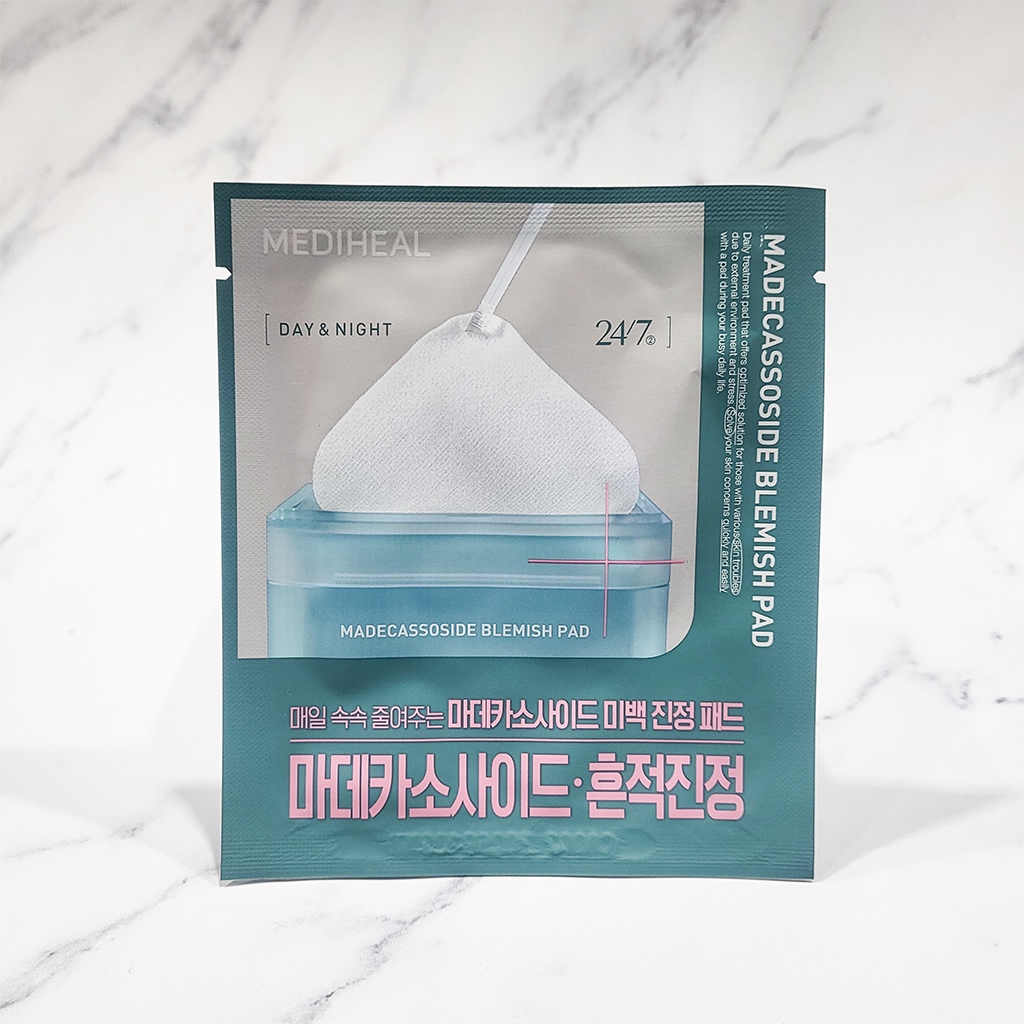 MEDIHEAL
[ DAY & NIGHT
24/7② ]
MADECASSOSIDE BLEMISH PAD
MADECASSOSIDE BLEMISH PAD
Daily treatment pad that offers optimized solution for those with various skin troubles
due to external environment and stress. Solve your skin concerns quickly and easily
with a pad during your busy daily life.
매일 속속 줄여주는 마데카소사이드 미백 진정 패드
마데카소사이드·흔적진정